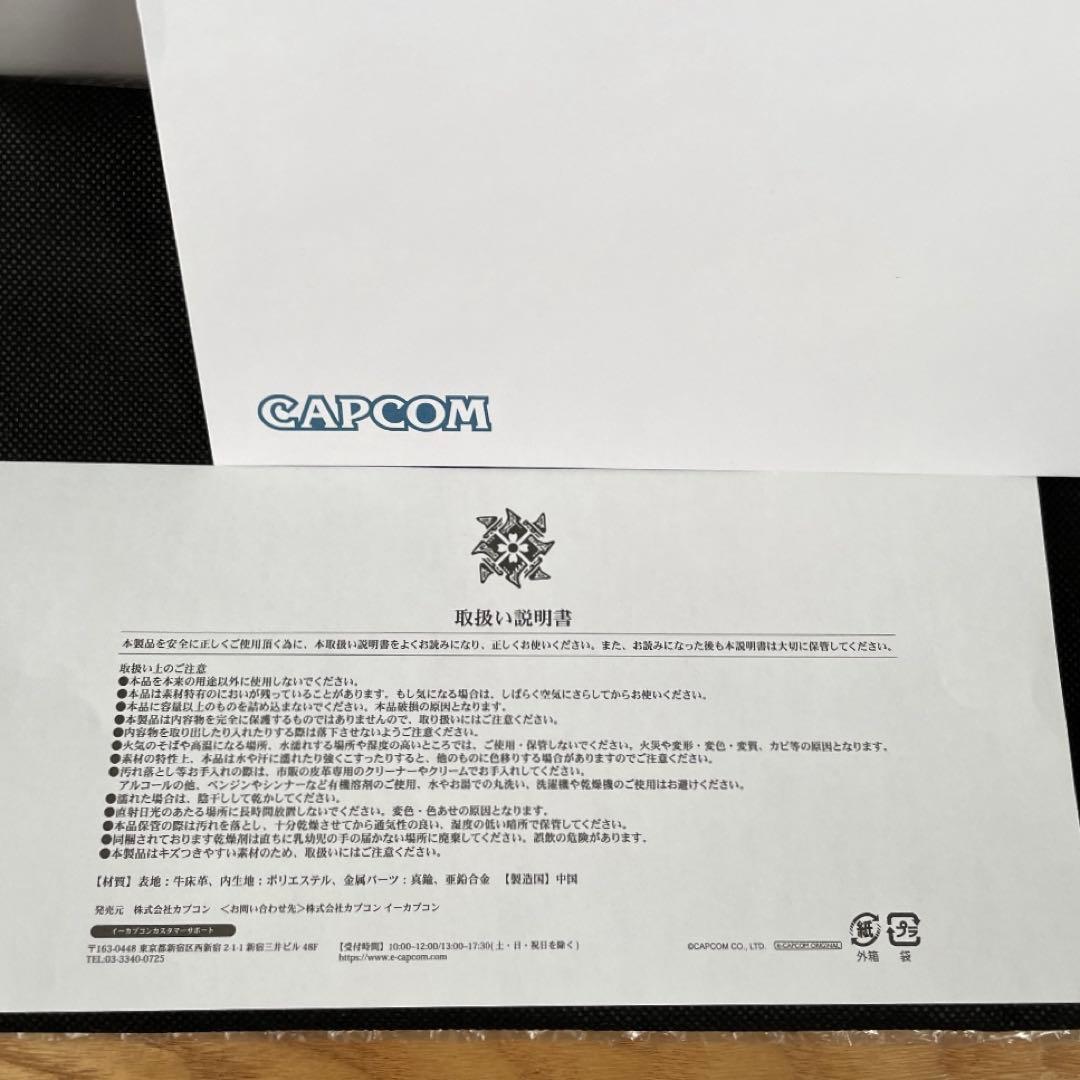 CAPCOM
取扱い説明書
本製品を安全に正しくご使用頂く為に、本取扱い説明書をよくお読みになり、正しくお使いください。また、お読みになった後も本説明書は大切に保管してください。
取扱い上のご注意
●本品を本来の用途以外に使用しないでください。
●本品は素材特有のにおいが残っていることがあります。もし気になる場合は、しばらく空気にさらしてからお使いください。
●本品に容量以上のものを詰め込まないでください。本品破損の原因となります。
●本製品は内容物を完全に保護するものではありませんので、取り扱いにはご注意ください。
●内容物を取り出したり入れたりする際は落下させないようご注意ください。
●火気のそばや高温になる場所、水濡れする場所や湿度の高いところでは、ご使用・保管しないでください。火災や変形・変色・変質、カビ等の原因となります。
●素材の特性上、本品は水や汗に濡れたり強くこすったりすると、他のものに色移りする場合がありますのでご注意ください。
●汚れ落とし等お手入れの際は、市販の皮革専用のクリーナーやクリームでお手入れしてください。
アルコールの他、ベンジンやシンナーなど有機溶剤のご使用、水やお湯での丸洗い、洗濯機や乾燥機のご使用はお避けください。
●濡れた場合は、陰干しして乾かしてください。
●直射日光のあたる場所に長時間放置しないでください。変色・色あせの原因となります。
●本品保管の際は汚れを落とし、十分乾燥させてから通気性の良い、湿度の低い暗所で保管してください。
●同梱されております乾燥剤は直ちに乳幼児の手の届かない場所に廃棄してください。誤飲の危険があります。
●本製品はキズつきやすい素材のため、取扱いにはご注意ください。
【材質】表地：牛床革、内生地：ポリエステル、金属パーツ：真鍮、亜鉛合金 【製造国】中国
発売元 株式会社カプコン ＜お問い合わせ先＞株式会社カプコン イーカプコン
イーカプコンカスタマーサポート
〒163-0448 東京都新宿区西新宿 2-1-1 新宿三井ビル 48F 【受付時間】10:00~12:00/13:00~17:30(土・日・祝日を除く)
TEL:03-3340-0725 https://www.e-capcom.com
©CAPCOM CO., LTD. e-CAPCOM ORIGINAL
紙 プラ
外箱 袋